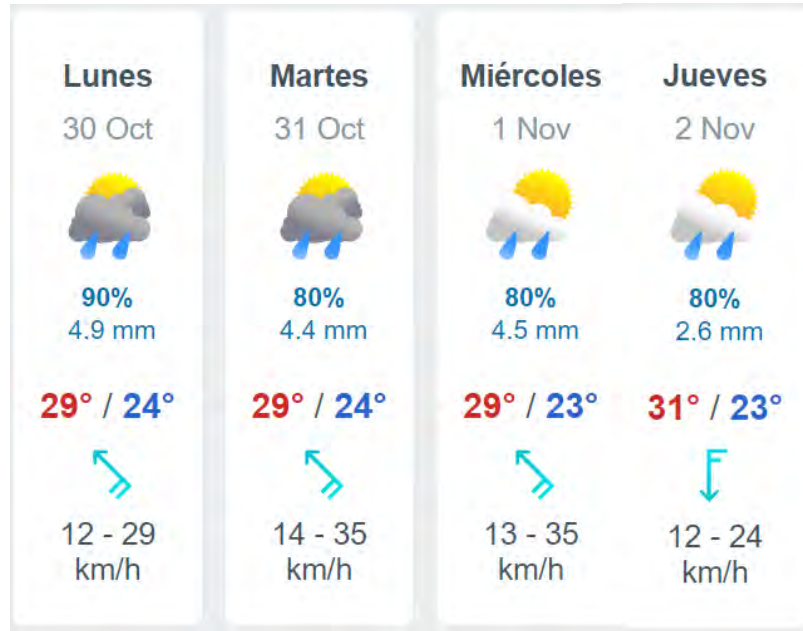 Lunes
30 Oct
90%
4.9 mm
29° / 24°
12 - 29
km/h
Martes
31 Oct
80%
4.4 mm
29° / 24°
14 - 35
km/h
Miércoles
1 Nov
80%
4.5 mm
29° / 23°
13 - 35
km/h
Jueves
2 Nov
80%
2.6 mm
31° / 23°
12 - 24
km/h